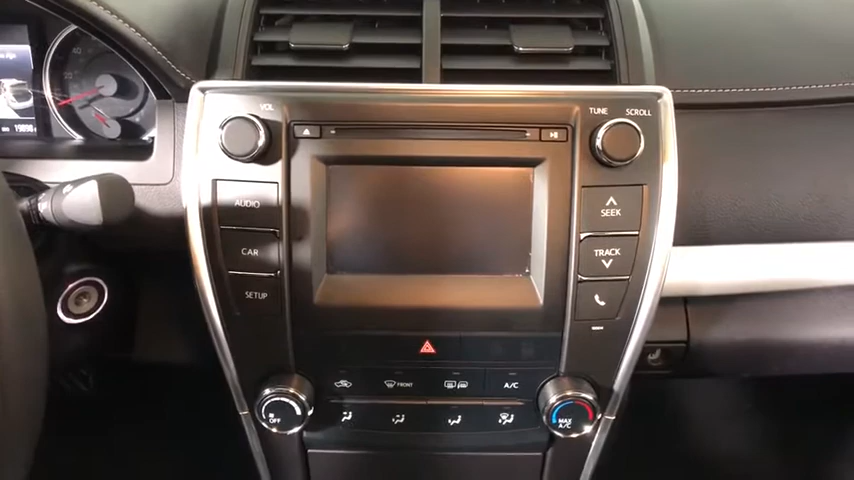 VOL
TUNE
SCROLL
AUDIO
CAR
SETUP
SEEK
TRACK
FRONT
A/C
OFF
MAX
A/C